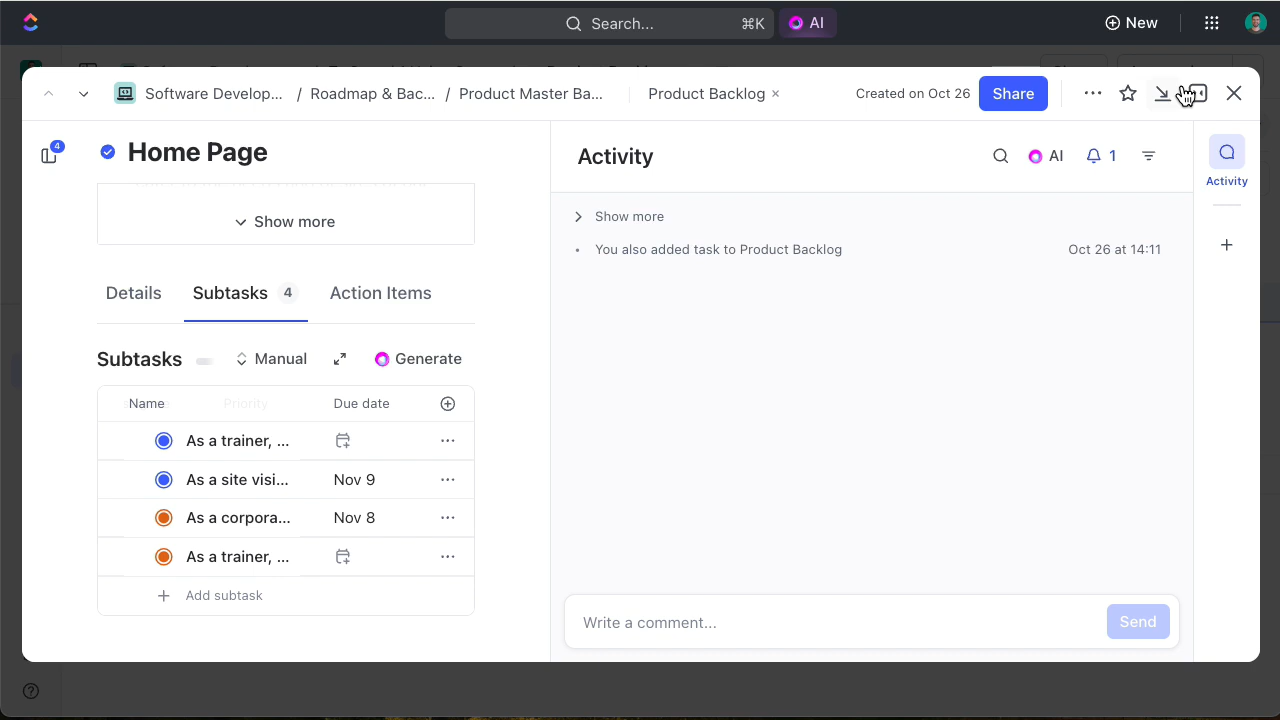 Search...
⌘K
AI
New
Software Develop...
/ Roadmap & Bac...
/ Product Master Ba...
Product Backlog ×
Created on Oct 26
Share
4
Home Page
Show more
Details
Subtasks 4
Action Items
Subtasks
Manual
Generate
Name
Priority
Due date
As a trainer, ...
As a site visi...
Nov 9
As a corpora...
Nov 8
As a trainer, ...
Add subtask
Activity
AI
1
Show more
You also added task to Product Backlog
Oct 26 at 14:11
Write a comment...
Send
Activity